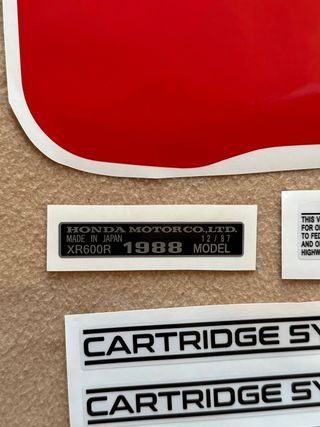 HONDA MOTOR CO., LTD.
MADE IN JAPAN 12/87
XR600R 1988 MODEL
THIS V
FOR O
TO FED
AND O
HIGHW
CARTRIDGE SY
CARTRIDGE SY